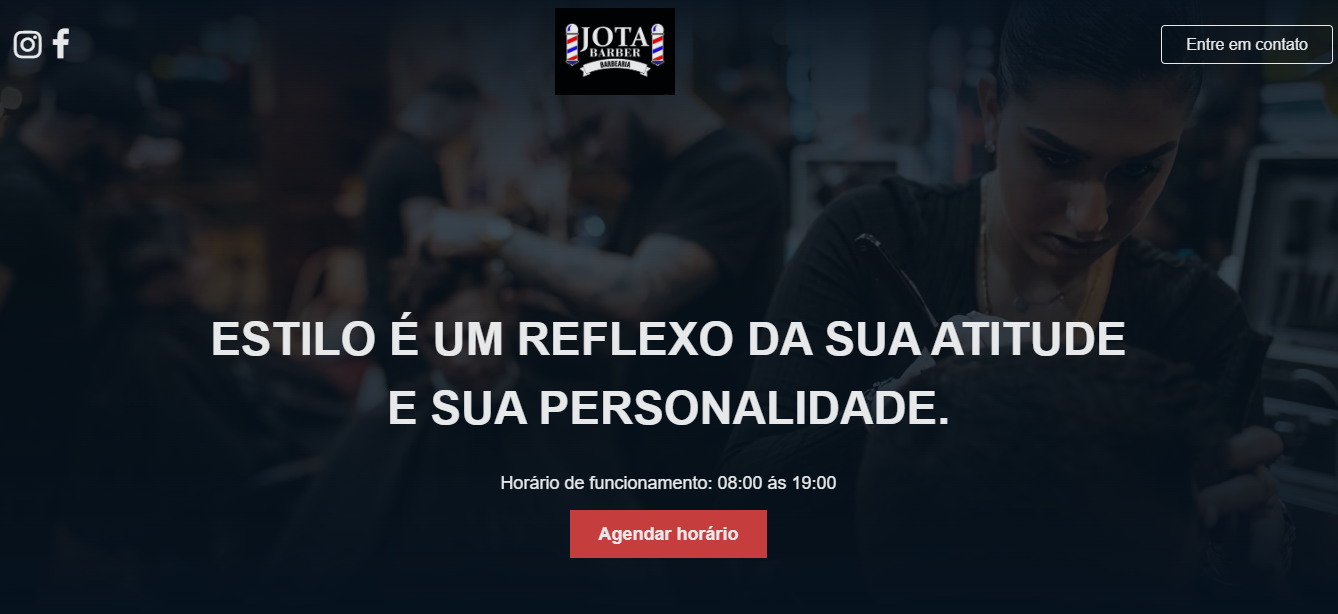 JOTA
BARBER
BARBEARIA
Entre em contato
ESTILO É UM REFLEXO DA SUA ATITUDE
E SUA PERSONALIDADE.
Horário de funcionamento: 08:00 ás 19:00
Agendar horário